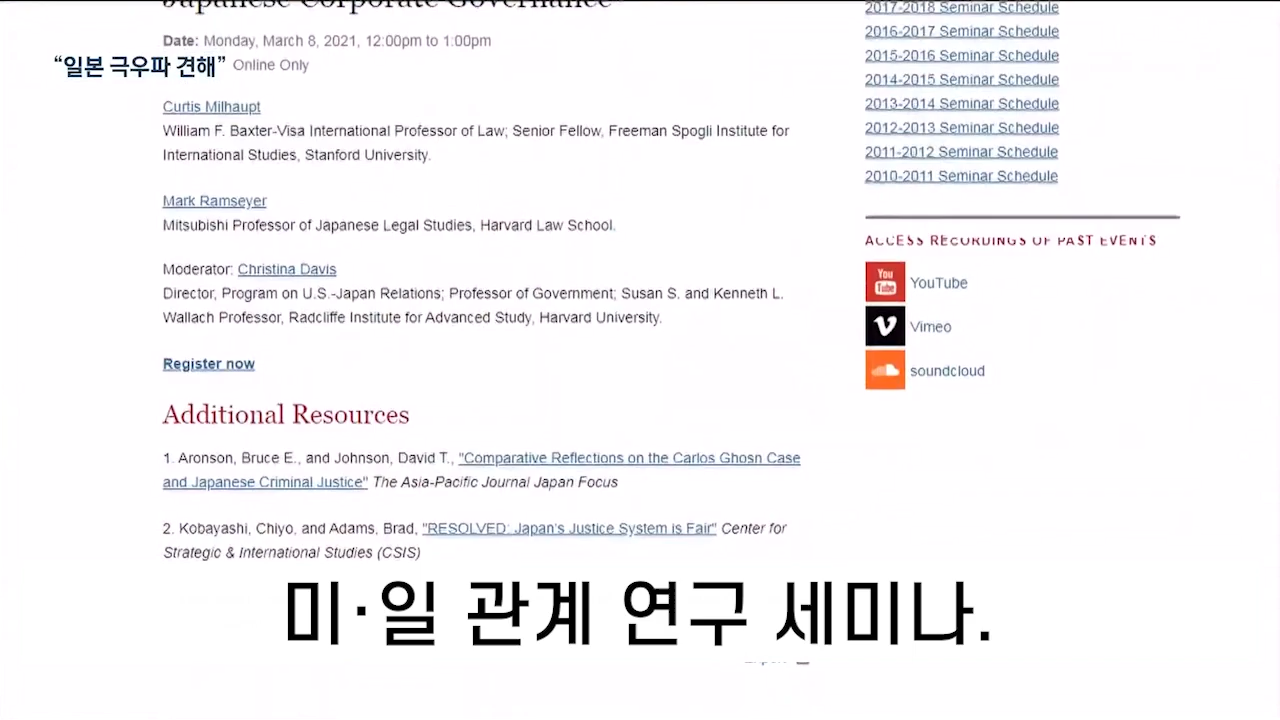 Japanese Corporate Governance
Date: Monday, March 8, 2021, 12:00pm to 1:00pm
“일본 극우파 견해”
Online Only
Curtis Milhaupt
William F. Baxter-Visa International Professor of Law; Senior Fellow, Freeman Spogli Institute for
International Studies, Stanford University.
Mark Ramseyer
Mitsubishi Professor of Japanese Legal Studies, Harvard Law School.
Moderator: Christina Davis
Director, Program on U.S.-Japan Relations; Professor of Government; Susan S. and Kenneth L.
Wallach Professor, Radcliffe Institute for Advanced Study, Harvard University.
Register now
Additional Resources
1. Aronson, Bruce E., and Johnson, David T., "Comparative Reflections on the Carlos Ghosn Case
and Japanese Criminal Justice" The Asia-Pacific Journal Japan Focus
2. Kobayashi, Chiyo, and Adams, Brad, "RESOLVED: Japan's Justice System is Fair" Center for
Strategic & International Studies (CSIS)
2017-2018 Seminar Schedule
2016-2017 Seminar Schedule
2015-2016 Seminar Schedule
2014-2015 Seminar Schedule
2013-2014 Seminar Schedule
2012-2013 Seminar Schedule
2011-2012 Seminar Schedule
2010-2011 Seminar Schedule
ACCESS RECORDINGS OF PAST EVENTS
You Tube
YouTube
Vimeo
soundcloud
미·일 관계 연구 세미나.